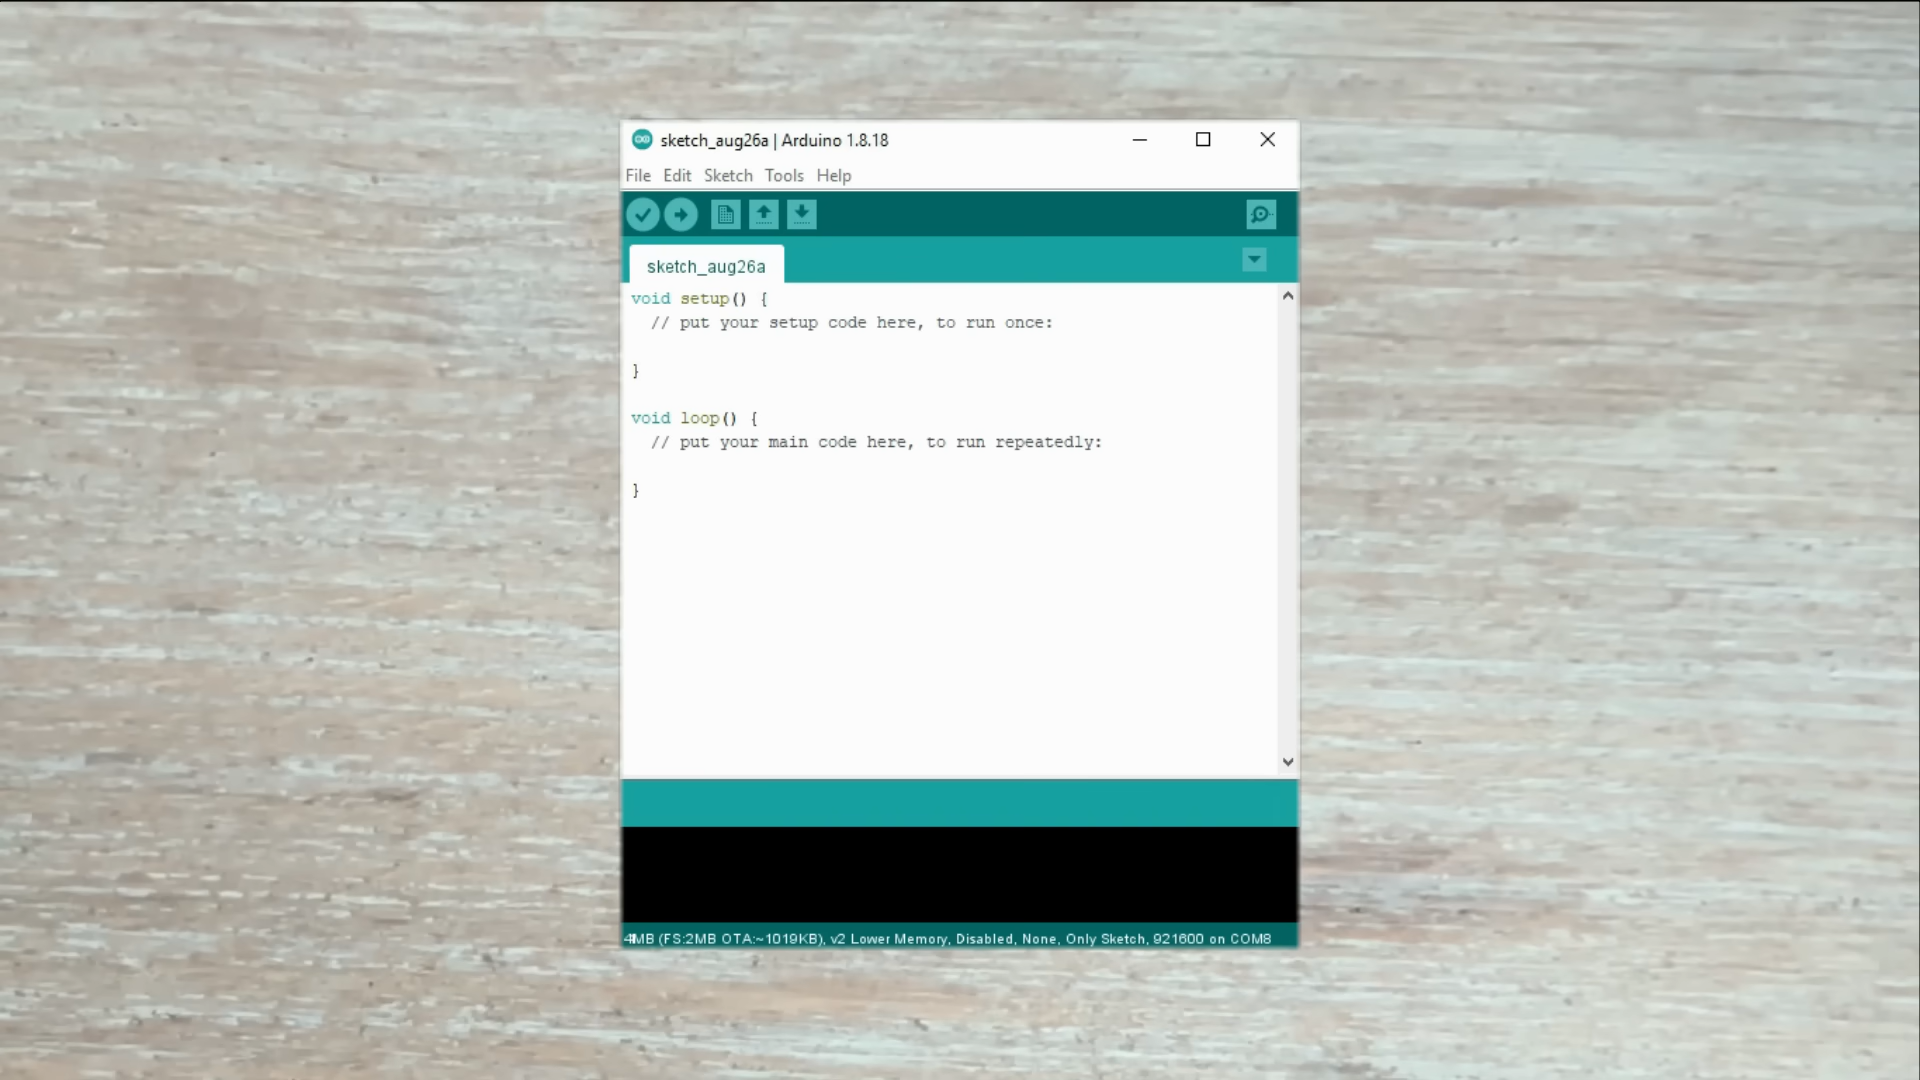 sketch_aug26a | Arduino 1.8.18
File Edit Sketch Tools Help
sketch_aug26a
void setup() {
  // put your setup code here, to run once:
}
void loop() {
  // put your main code here, to run repeatedly:
}
4MB (FS:2MB OTA:~1019KB), v2 Lower Memory, Disabled, None, Only Sketch, 921600 on COM8